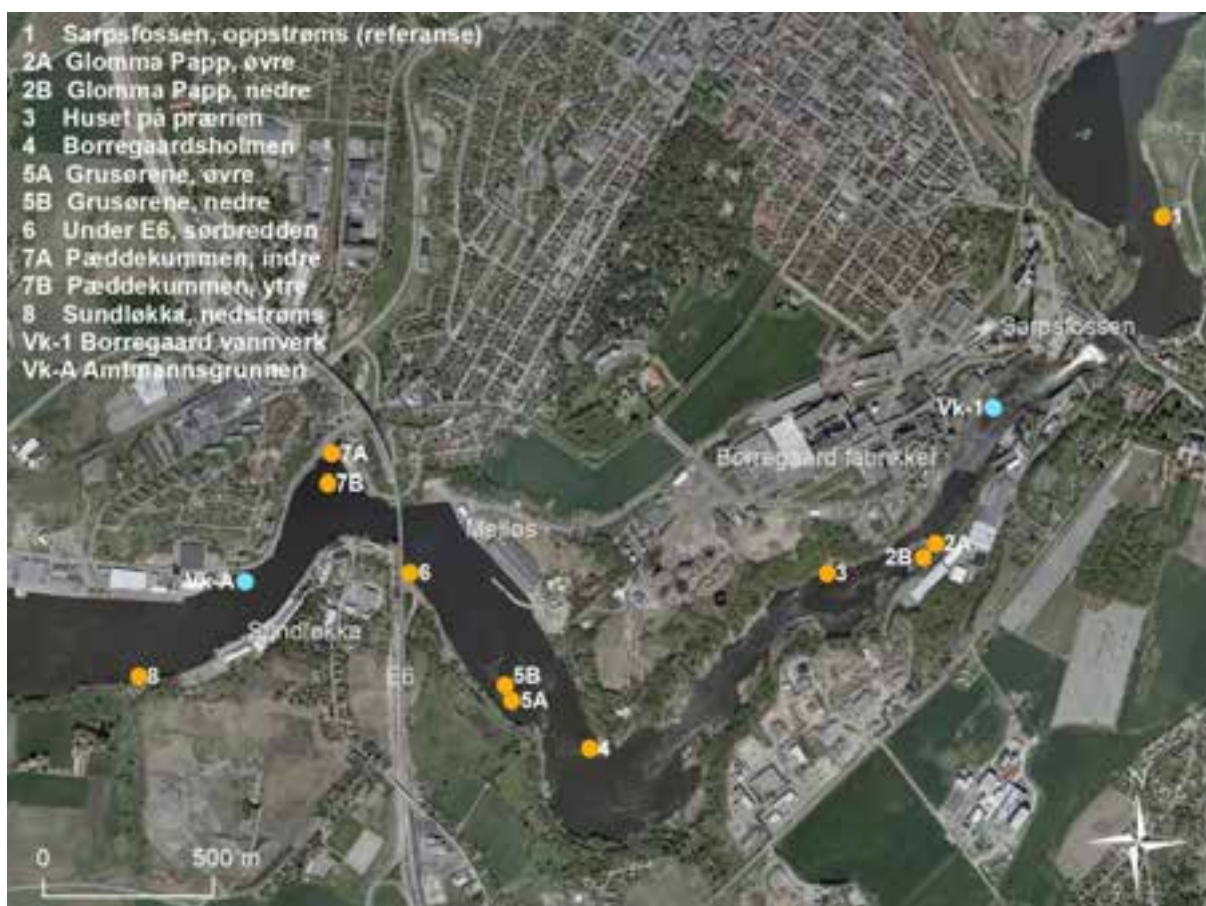 1 Sarpsfossen, oppstrøms (referanse)
2A Glomma Papp, øvre
2B Glomma Papp, nedre
3 Huset på prærien
4 Borregaardsholmen
5A Grusørene, øvre
5B Grusørene, nedre
6 Under E6, sørbredden
7A Pæddekummen, indre
7B Pæddekummen, ytre
8 Sundløkka, nedstrøms
Vk-1 Borregaard vannverk
Vk-A Amtmannsgrunnen
1
Sarpsfossen
Vk-1
7A
Borregaard fabrikker
7B
Melløs
2A
2B
3
6
Vk-A
Sundløkka
8
E6
5B
5A
4
0 500 m